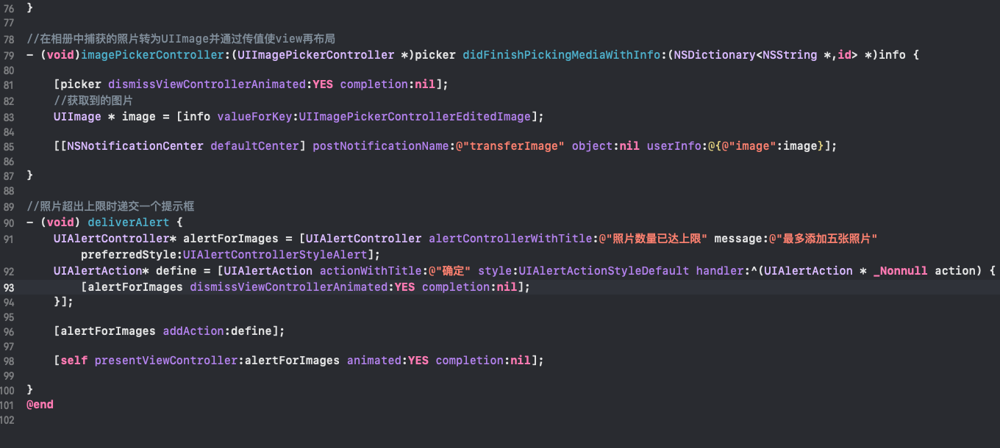 76 }
77
78 //在相册中捕获的照片转为UIImage并通过传值使view再布局
79 - (void)imagePickerController:(UIImagePickerController *)picker didFinishPickingMediaWithInfo:(NSDictionary<NSString *,id> *)info {
80
81 [picker dismissViewControllerAnimated:YES completion:nil];
82 //获取到的图片
83 UIImage * image = [info valueForKey:UIImagePickerControllerEditedImage];
84
85 [[NSNotificationCenter defaultCenter] postNotificationName:@"transferImage" object:nil userInfo:@{@"image":image}];
86
87 }
88
89 //照片超出上限时递交一个提示框
90 - (void) deliverAlert {
91 UIAlertController* alertForImages = [UIAlertController alertControllerWithTitle:@"照片数量已达上限" message:@"最多添加五张照片"
preferredStyle:UIAlertControllerStyleAlert];
92 UIAlertAction* define = [UIAlertAction actionWithTitle:@"确定" style:UIAlertActionStyleDefault handler:^(UIAlertAction * _Nonnull action) {
93 [alertForImages dismissViewControllerAnimated:YES completion:nil];
94 }];
95
96 [alertForImages addAction:define];
97
98 [self presentViewController:alertForImages animated:YES completion:nil];
99
100 }
101 @end
102